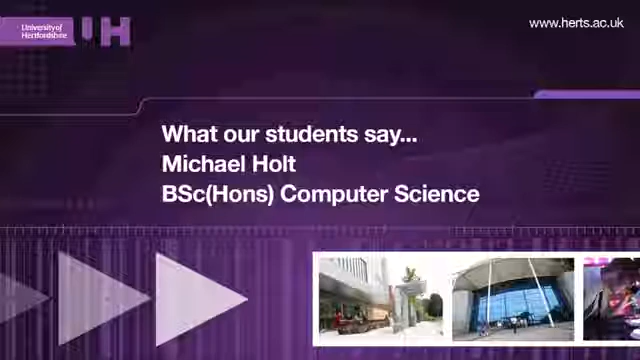 University of
Hertfordshire
UH
www.herts.ac.uk
What our students say...
Michael Holt
BSc(Hons) Computer Science